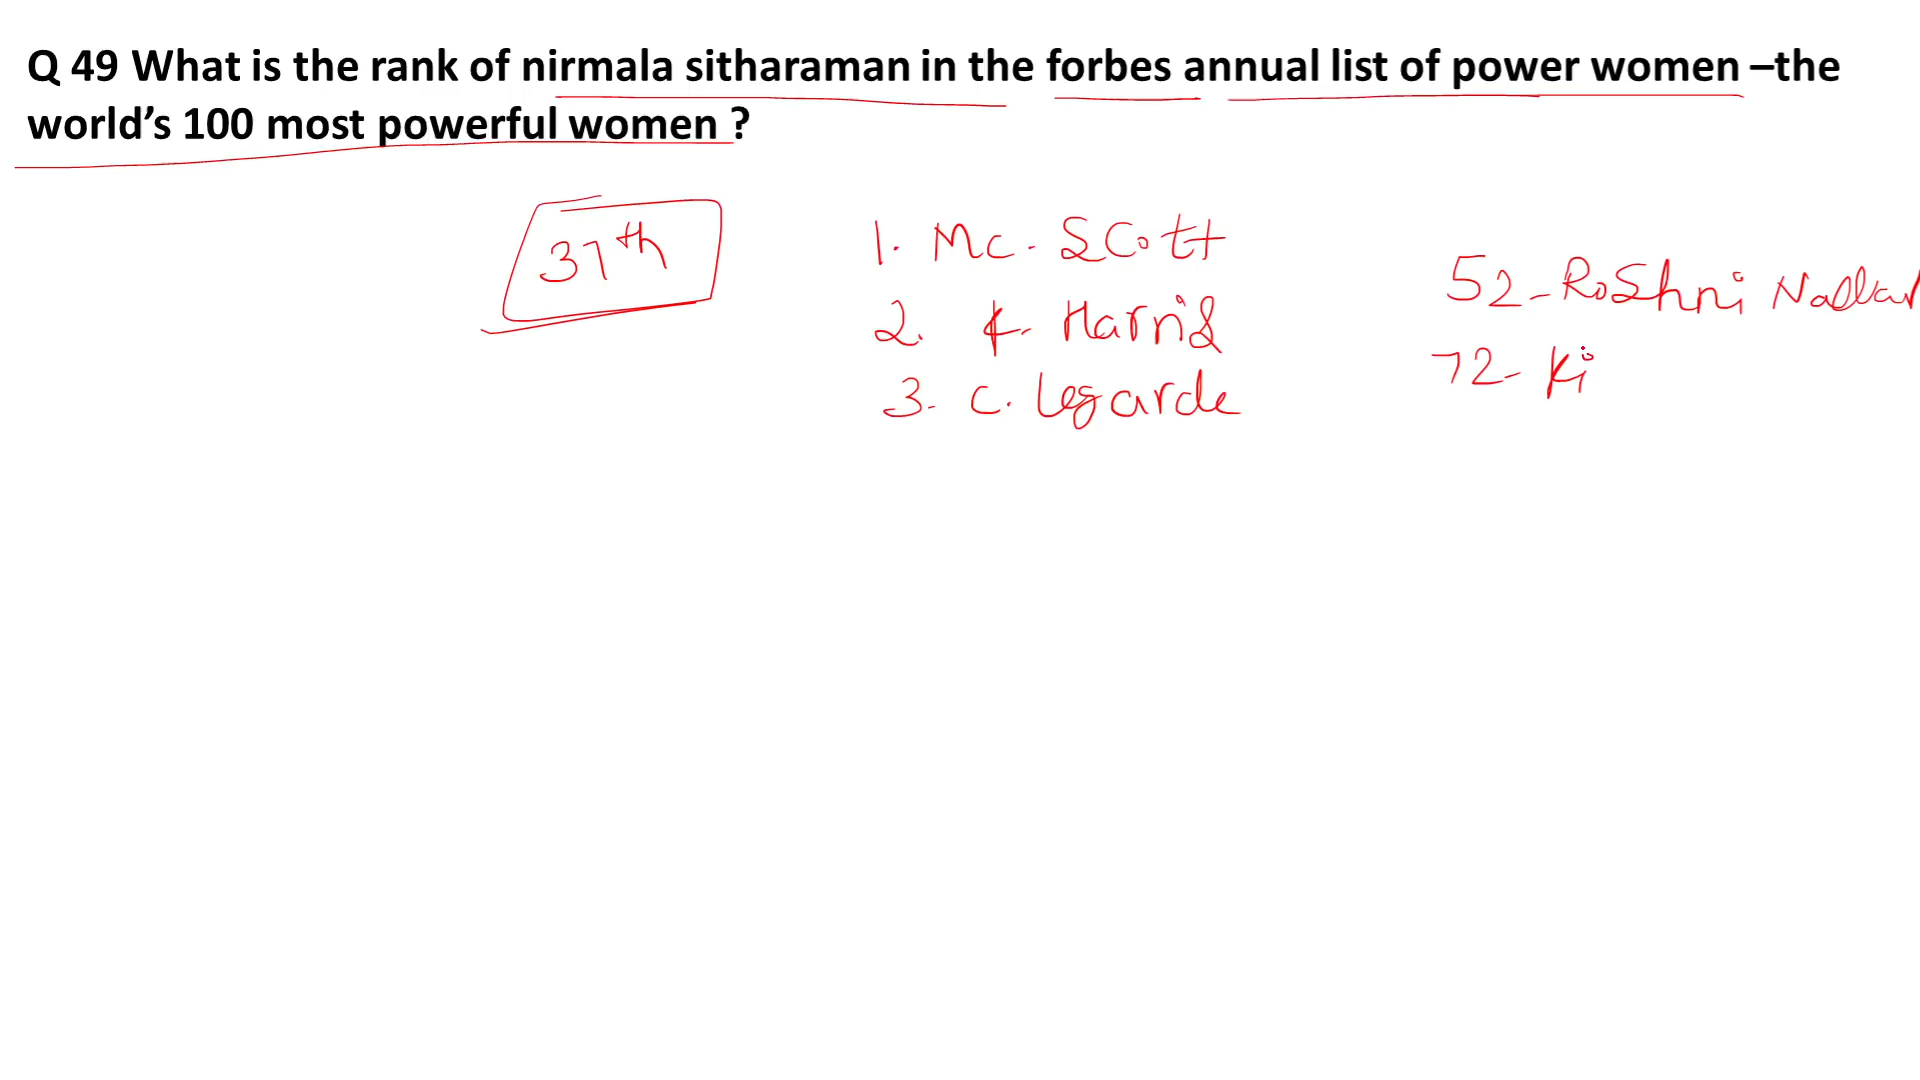 Q 49 What is the rank of nirmala sitharaman in the forbes annual list of power women –the
world’s 100 most powerful women ?
37th
1. Mc. Scott
2. K. Harris
3. C. Legarde
52-Roshni Nadar
72- Ki